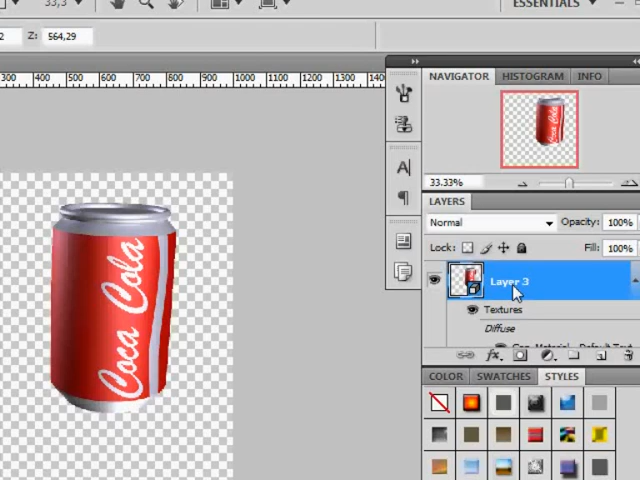 33,3
ESSENTIALS
2 Z: 564,29
300 400 500 600 700 800 900 1000 1100 1200 1300 140
NAVIGATOR HISTOGRAM INFO
33.33%
LAYERS
Normal Opacity: 100%
Lock: Fill: 100%
Layer 3
Textures
Diffuse
COLOR SWATCHES STYLES
Coca Cola